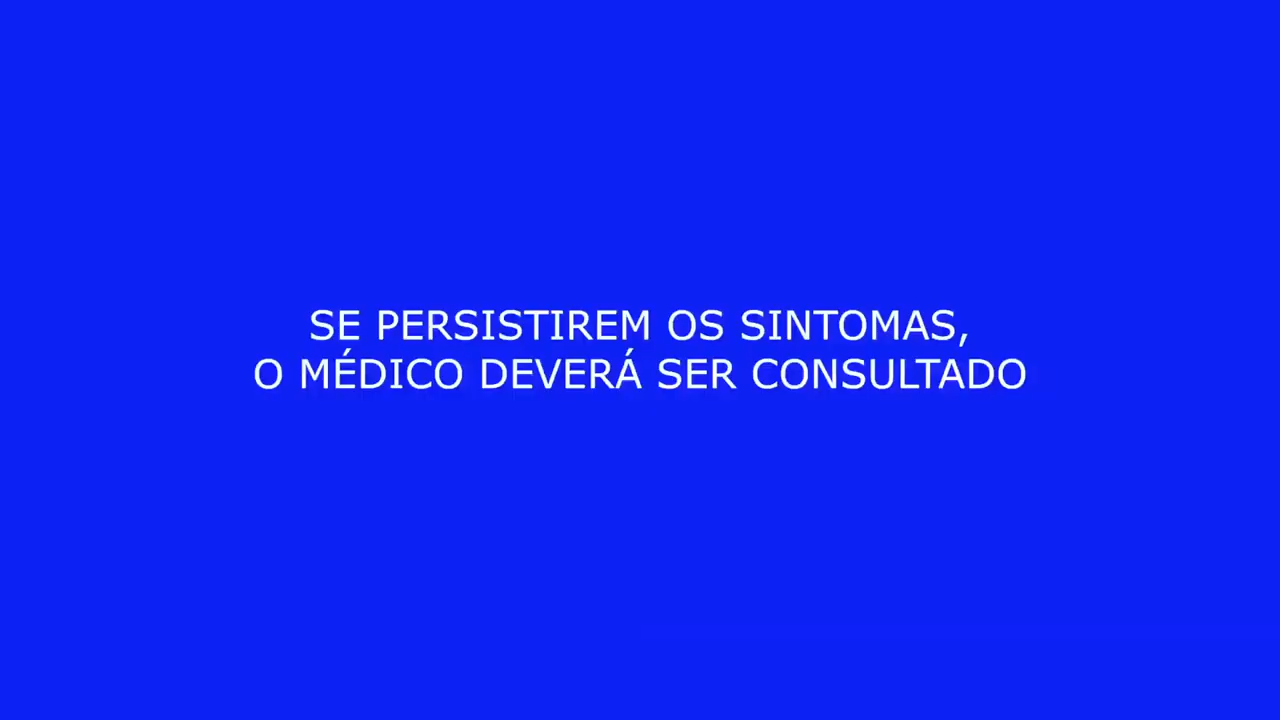 SE PERSISTIREM OS SINTOMAS,
O MÉDICO DEVERÁ SER CONSULTADO